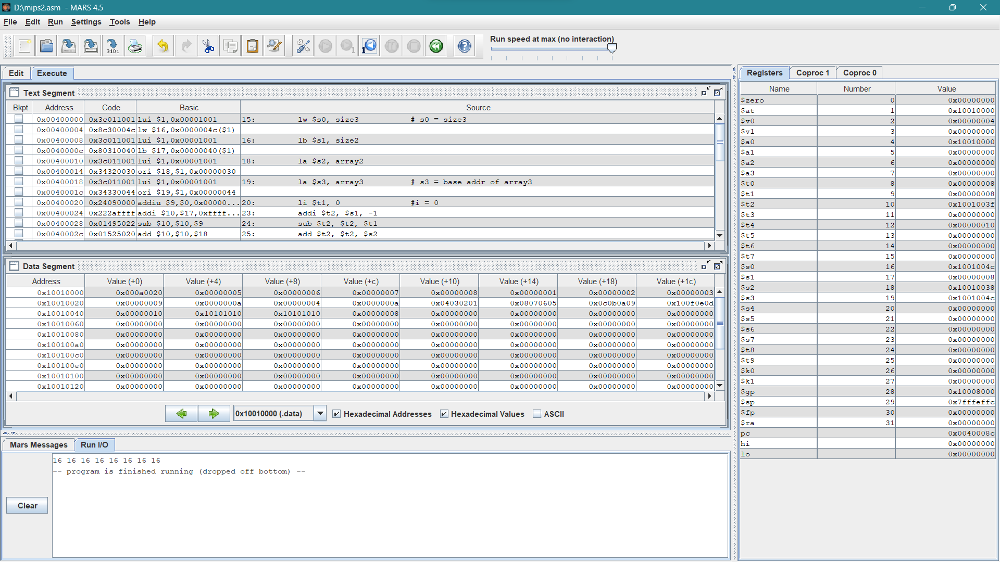 D:\mips2.asm - MARS 4.5
File Edit Run Settings Tools Help
Run speed at max (no interaction)
Edit Execute
Text Segment
Bkpt Address Code Basic Source
0x00400000 0x3c011001 lui $1,0x00001001 15: lw $s0, size3 # s0 = size3
0x00400004 0x8c30004c lw $16,0x0000004c($1)
0x00400008 0x3c011001 lui $1,0x00001001 16: lb $s1, size2
0x0040000c 0x80310040 lb $17,0x00000040($1)
0x00400010 0x3c011001 lui $1,0x00001001 18: la $s2, array2
0x00400014 0x34320030 ori $18,$1,0x00000030
0x00400018 0x3c011001 lui $1,0x00001001 19: la $s3, array3 # s3 = base addr of array3
0x0040001c 0x34330044 ori $19,$1,0x00000044
0x00400020 0x24090000 addiu $9,$0,0x00000... 20: li $t1, 0 #i = 0
0x00400024 0x222affff addi $10,$17,0xffff... 23: addi $t2, $s1, -1
0x00400028 0x01495022 sub $10,$10,$9 24: sub $t2, $t2, $t1
0x0040002c 0x01525020 add $10,$10,$18 25: add $t2, $t2, $s2
Data Segment
Address Value (+0) Value (+4) Value (+8) Value (+c) Value (+10) Value (+14) Value (+18) Value (+1c)
0x10010000 0x000a0020 0x00000005 0x00000006 0x00000007 0x00000008 0x00000001 0x00000002 0x00000003
0x10010020 0x00000009 0x0000000a 0x00000004 0x0000000a 0x04030201 0x08070605 0x0c0b0a09 0x100f0e0d
0x10010040 0x00000010 0x10101010 0x10101010 0x00000008 0x00000000 0x00000000 0x00000000 0x00000000
0x10010060 0x00000000 0x00000000 0x00000000 0x00000000 0x00000000 0x00000000 0x00000000 0x00000000
0x10010080 0x00000000 0x00000000 0x00000000 0x00000000 0x00000000 0x00000000 0x00000000 0x00000000
0x100100a0 0x00000000 0x00000000 0x00000000 0x00000000 0x00000000 0x00000000 0x00000000 0x00000000
0x100100c0 0x00000000 0x00000000 0x00000000 0x00000000 0x00000000 0x00000000 0x00000000 0x00000000
0x100100e0 0x00000000 0x00000000 0x00000000 0x00000000 0x00000000 0x00000000 0x00000000 0x00000000
0x10010100 0x00000000 0x00000000 0x00000000 0x00000000 0x00000000 0x00000000 0x00000000 0x00000000
0x10010120 0x00000000 0x00000000 0x00000000 0x00000000 0x00000000 0x00000000 0x00000000 0x00000000
0x10010000 (.data) Hexadecimal Addresses Hexadecimal Values ASCII
Mars Messages Run I/O
16 16 16 16 16 16 16 16
-- program is finished running (dropped off bottom) --
Clear
Registers Coproc 1 Coproc 0
Name Number Value
$zero 0 0x00000000
$at 1 0x10010000
$v0 2 0x00000004
$v1 3 0x00000000
$a0 4 0x10010000
$a1 5 0x00000000
$a2 6 0x00000000
$a3 7 0x00000000
$t0 8 0x00000008
$t1 9 0x00000008
$t2 10 0x1001003f
$t3 11 0x00000000
$t4 12 0x00000010
$t5 13 0x00000000
$t6 14 0x00000000
$t7 15 0x00000000
$s0 16 0x1001004c
$s1 17 0x00000008
$s2 18 0x10010038
$s3 19 0x1001004c
$s4 20 0x00000000
$s5 21 0x00000000
$s6 22 0x00000000
$s7 23 0x00000000
$t8 24 0x00000000
$t9 25 0x00000000
$k0 26 0x00000000
$k1 27 0x00000000
$gp 28 0x10008000
$sp 29 0x7fffeffc
$fp 30 0x00000000
$ra 31 0x00000000
pc 0x0040008c
hi 0x00000000
lo 0x00000000